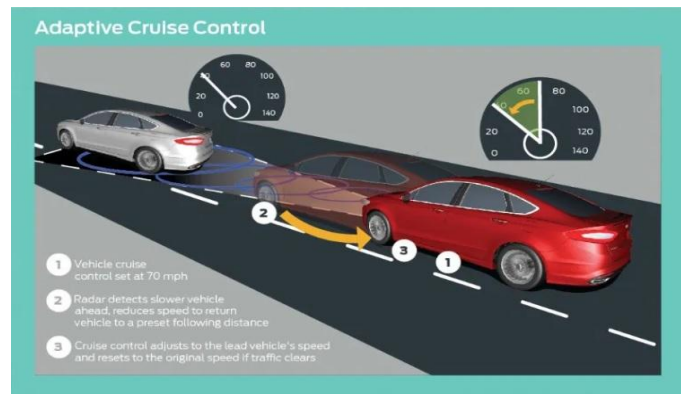 Adaptive Cruise Control
60 80
40 100
20 120
0 140
60 80
100
20 120
0 140
2
3
1
1 Vehicle cruise
control set at 70 mph
2 Radar detects slower vehicle
ahead, reduces speed to return
vehicle to a preset following distance
3 Cruise control adjusts to the lead vehicle's speed
and resets to the original speed if traffic clears